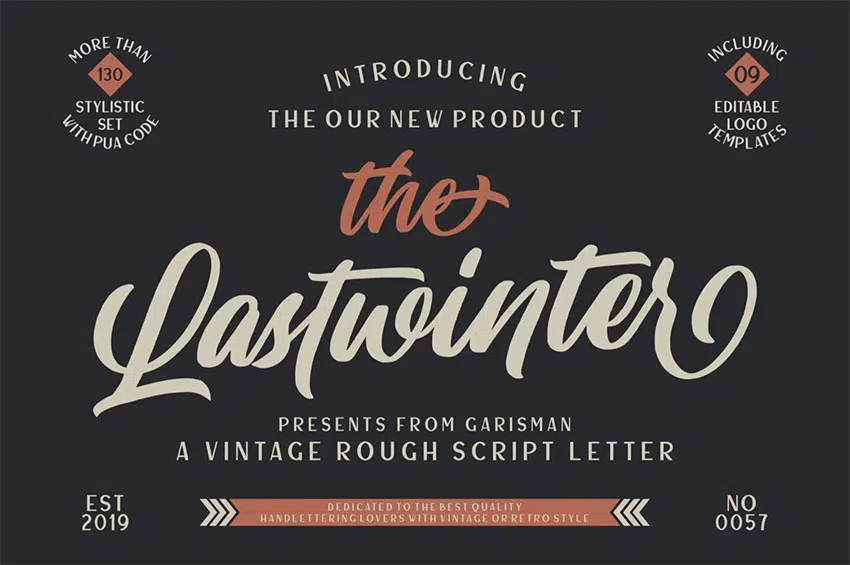 MORE THAN
130
STYLISTIC
SET
WITH PUA CODE
INCLUDING
09
EDITABLE
LOGO
TEMPLATES
INTRODUCING
THE OUR NEW PRODUCT
the
Lastwinter
PRESENTS FROM GARISMAN
A VINTAGE ROUGH SCRIPT LETTER
EST
2019
DEDICATED TO THE BEST QUALITY
HANDLETTERING LOVERS WITH VINTAGE OR RETRO STYLE
NO
0057